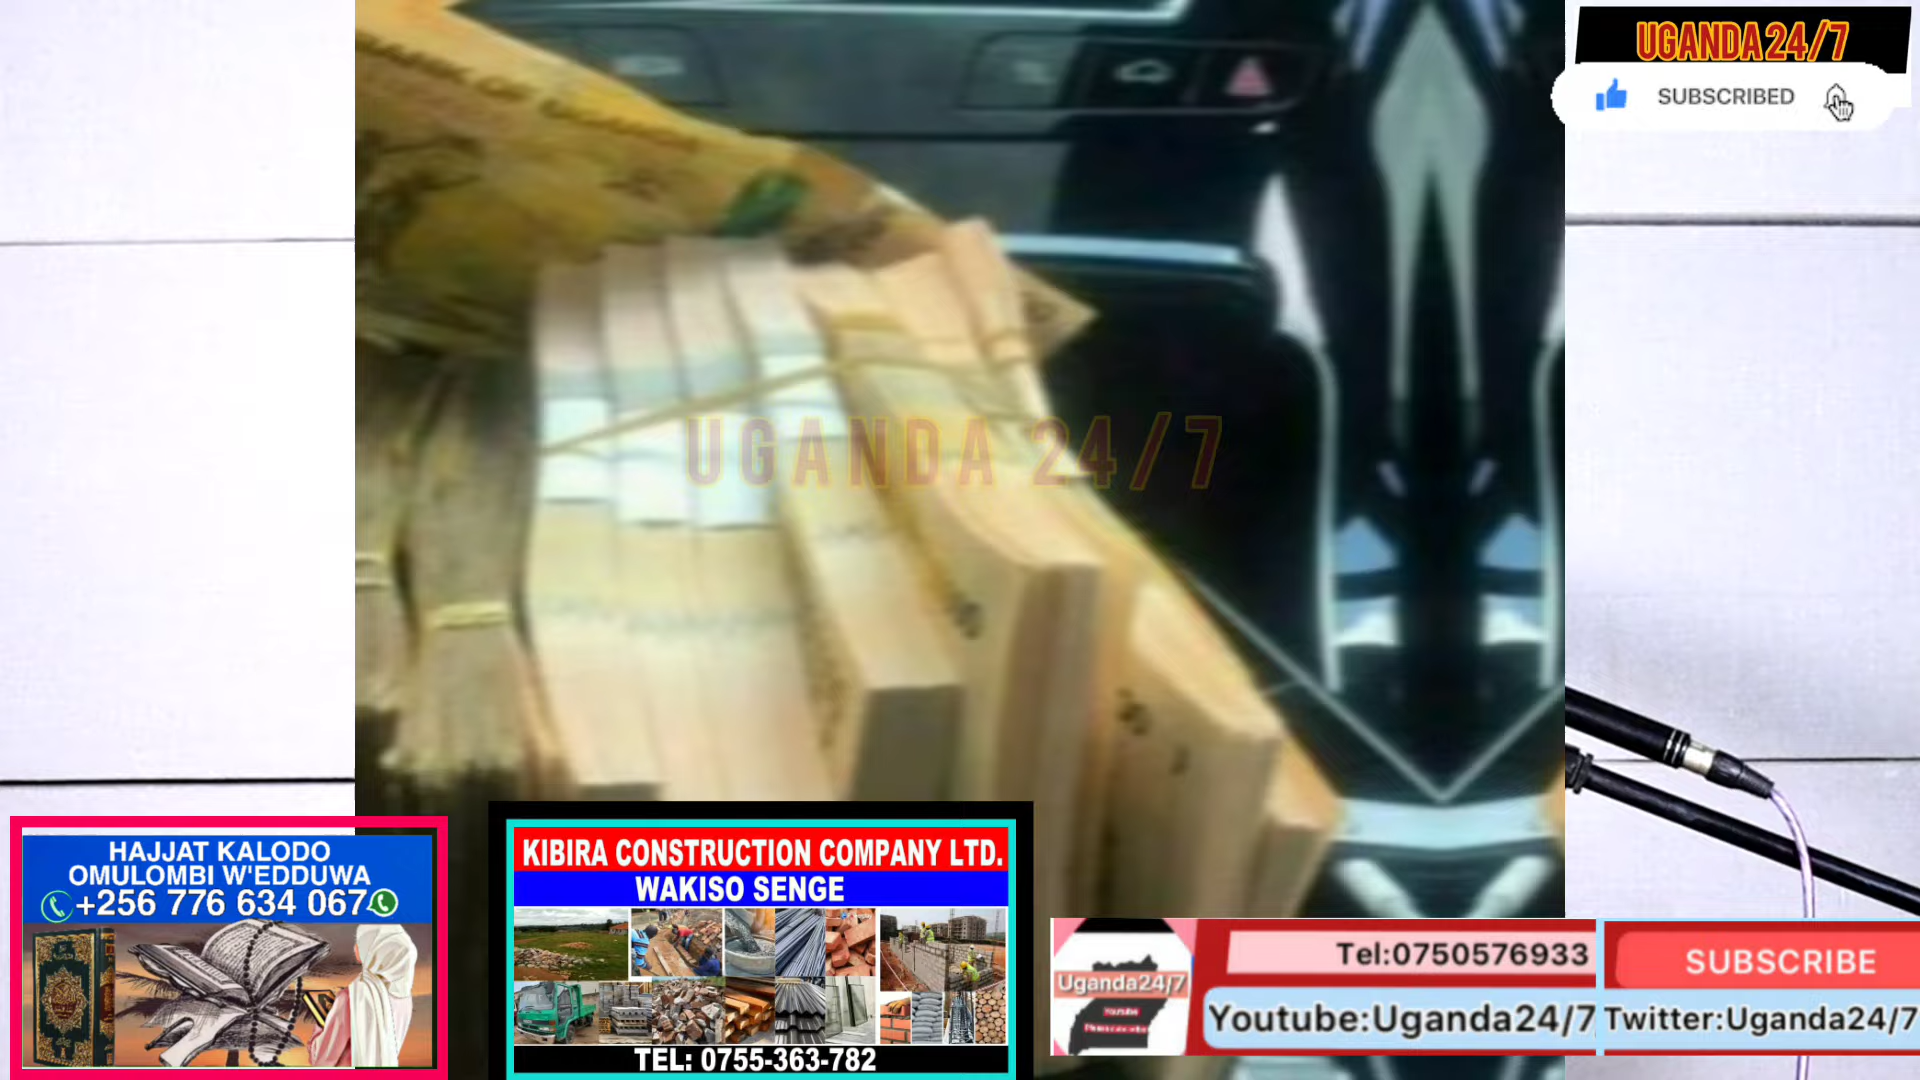 UGANDA 24/7
SUBSCRIBED
UGANDA 24/7
HAJJAT KALODO
OMULOMBI W'EDDUWA
+256 776 634 067
KIBIRA CONSTRUCTION COMPANY LTD.
WAKISO SENGE
TEL: 0755-363-782
Uganda24/7
Youtube
Tel:0750576933
SUBSCRIBE
Youtube:Uganda24/7
Twitter:Uganda24/7